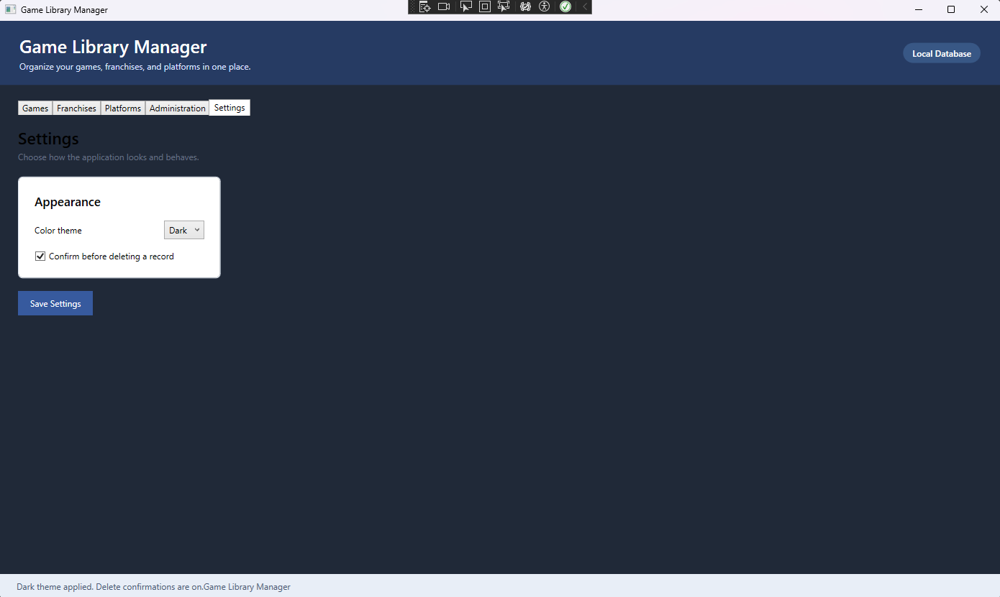 Game Library Manager
Game Library Manager
Organize your games, franchises, and platforms in one place.
Local Database
Games Franchises Platforms Administration Settings
Settings
Choose how the application looks and behaves.
Appearance
Color theme Dark
Confirm before deleting a record
Save Settings
Dark theme applied. Delete confirmations are on.Game Library Manager